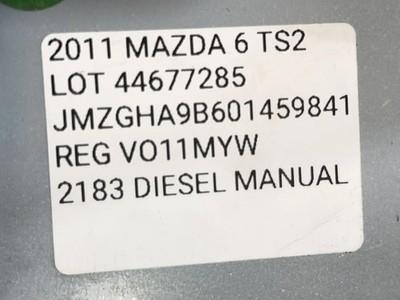 2011 MAZDA 6 TS2
LOT 44677285
JMZGHA9B601459841
REG VO11MYW
2183 DIESEL MANUAL